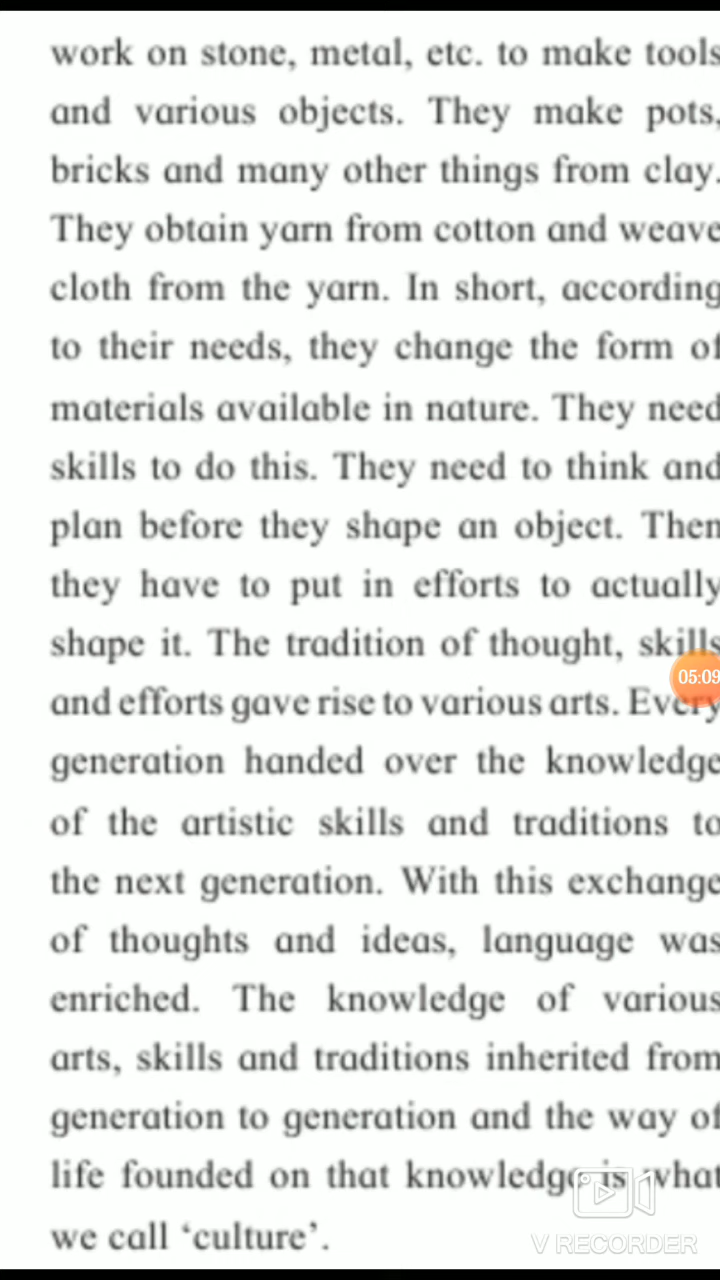 work on stone, metal, etc. to make tools
and various objects. They make pots,
bricks and many other things from clay.
They obtain yarn from cotton and weave
cloth from the yarn. In short, according
to their needs, they change the form of
materials available in nature. They need
skills to do this. They need to think and
plan before they shape an object. Then
they have to put in efforts to actually
shape it. The tradition of thought, skills
05:09
and efforts gave rise to various arts. Every
generation handed over the knowledge
of the artistic skills and traditions to
the next generation. With this exchange
of thoughts and ideas, language was
enriched. The knowledge of various
arts, skills and traditions inherited from
generation to generation and the way of
life founded on that knowledge is what
we call ‘culture’.
V RECORDER